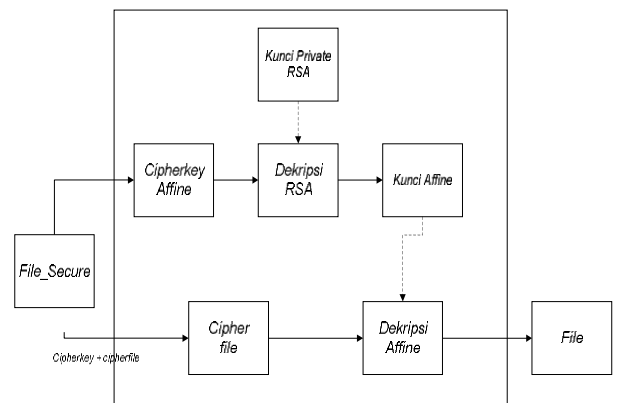 Kunci Private
RSA
Cipherkey
Affine
Dekripsi
RSA
Kunci Affine
File_Secure
Cipherkey + cipherfile
Cipher
file
Dekripsi
Affine
File